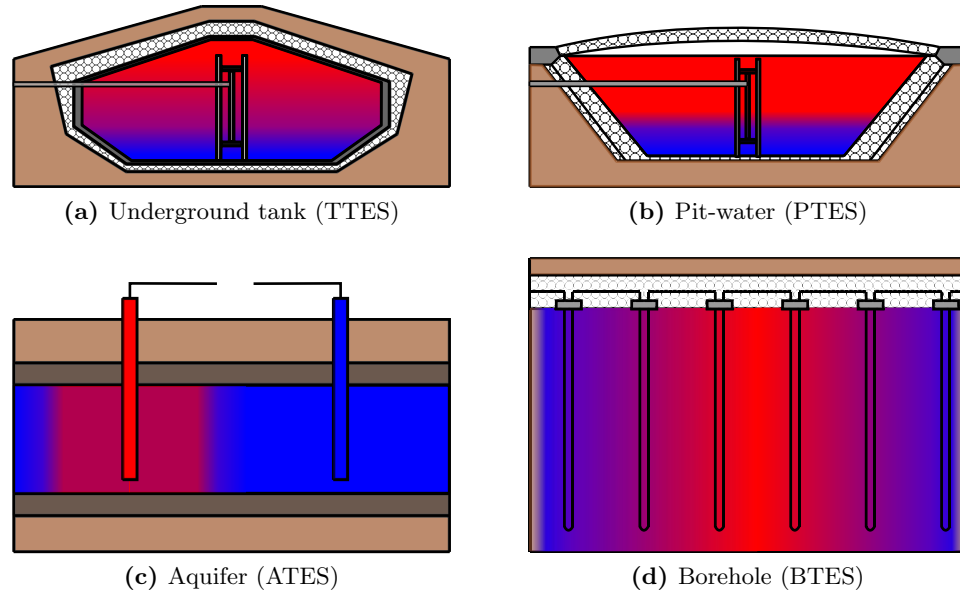 (a) Underground tank (TTES)
(b) Pit-water (PTES)
(c) Aquifer (ATES)
(d) Borehole (BTES)